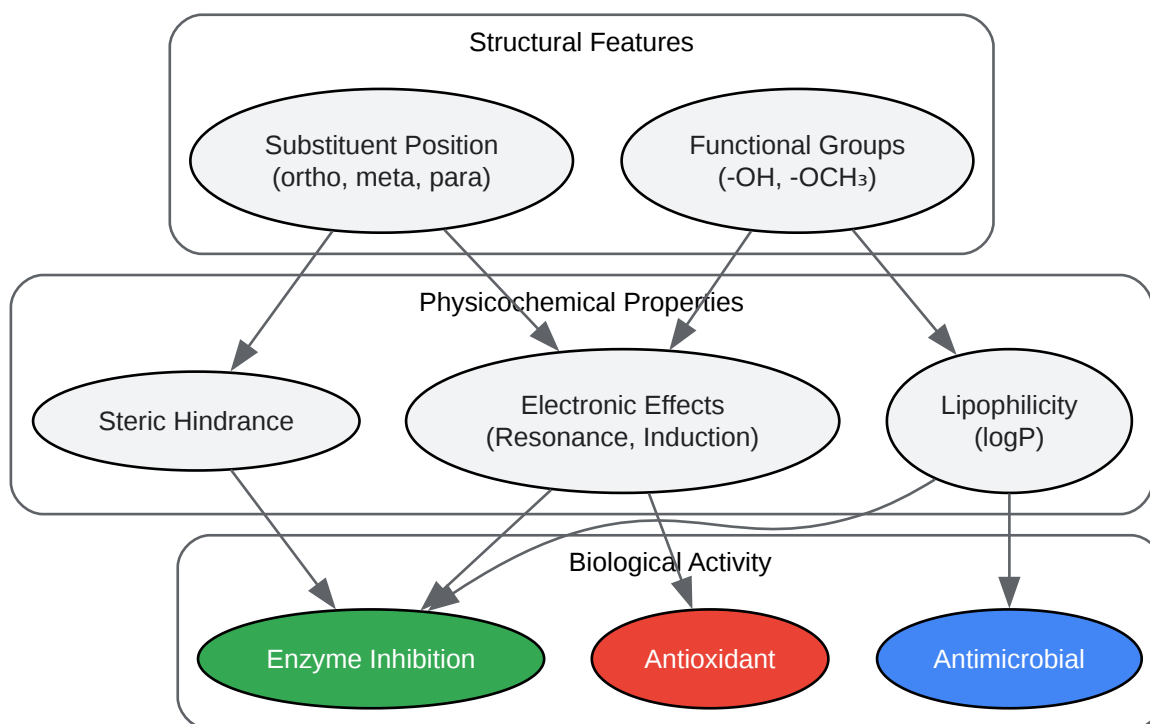 Structural Features
Substituent Position
(ortho, meta, para)
Functional Groups
(-OH, -OCH₃)
Physicochemical Properties
Steric Hindrance
Electronic Effects
(Resonance, Induction)
Lipophilicity
(logP)
Biological Activity
Enzyme Inhibition
Antioxidant
Antimicrobial